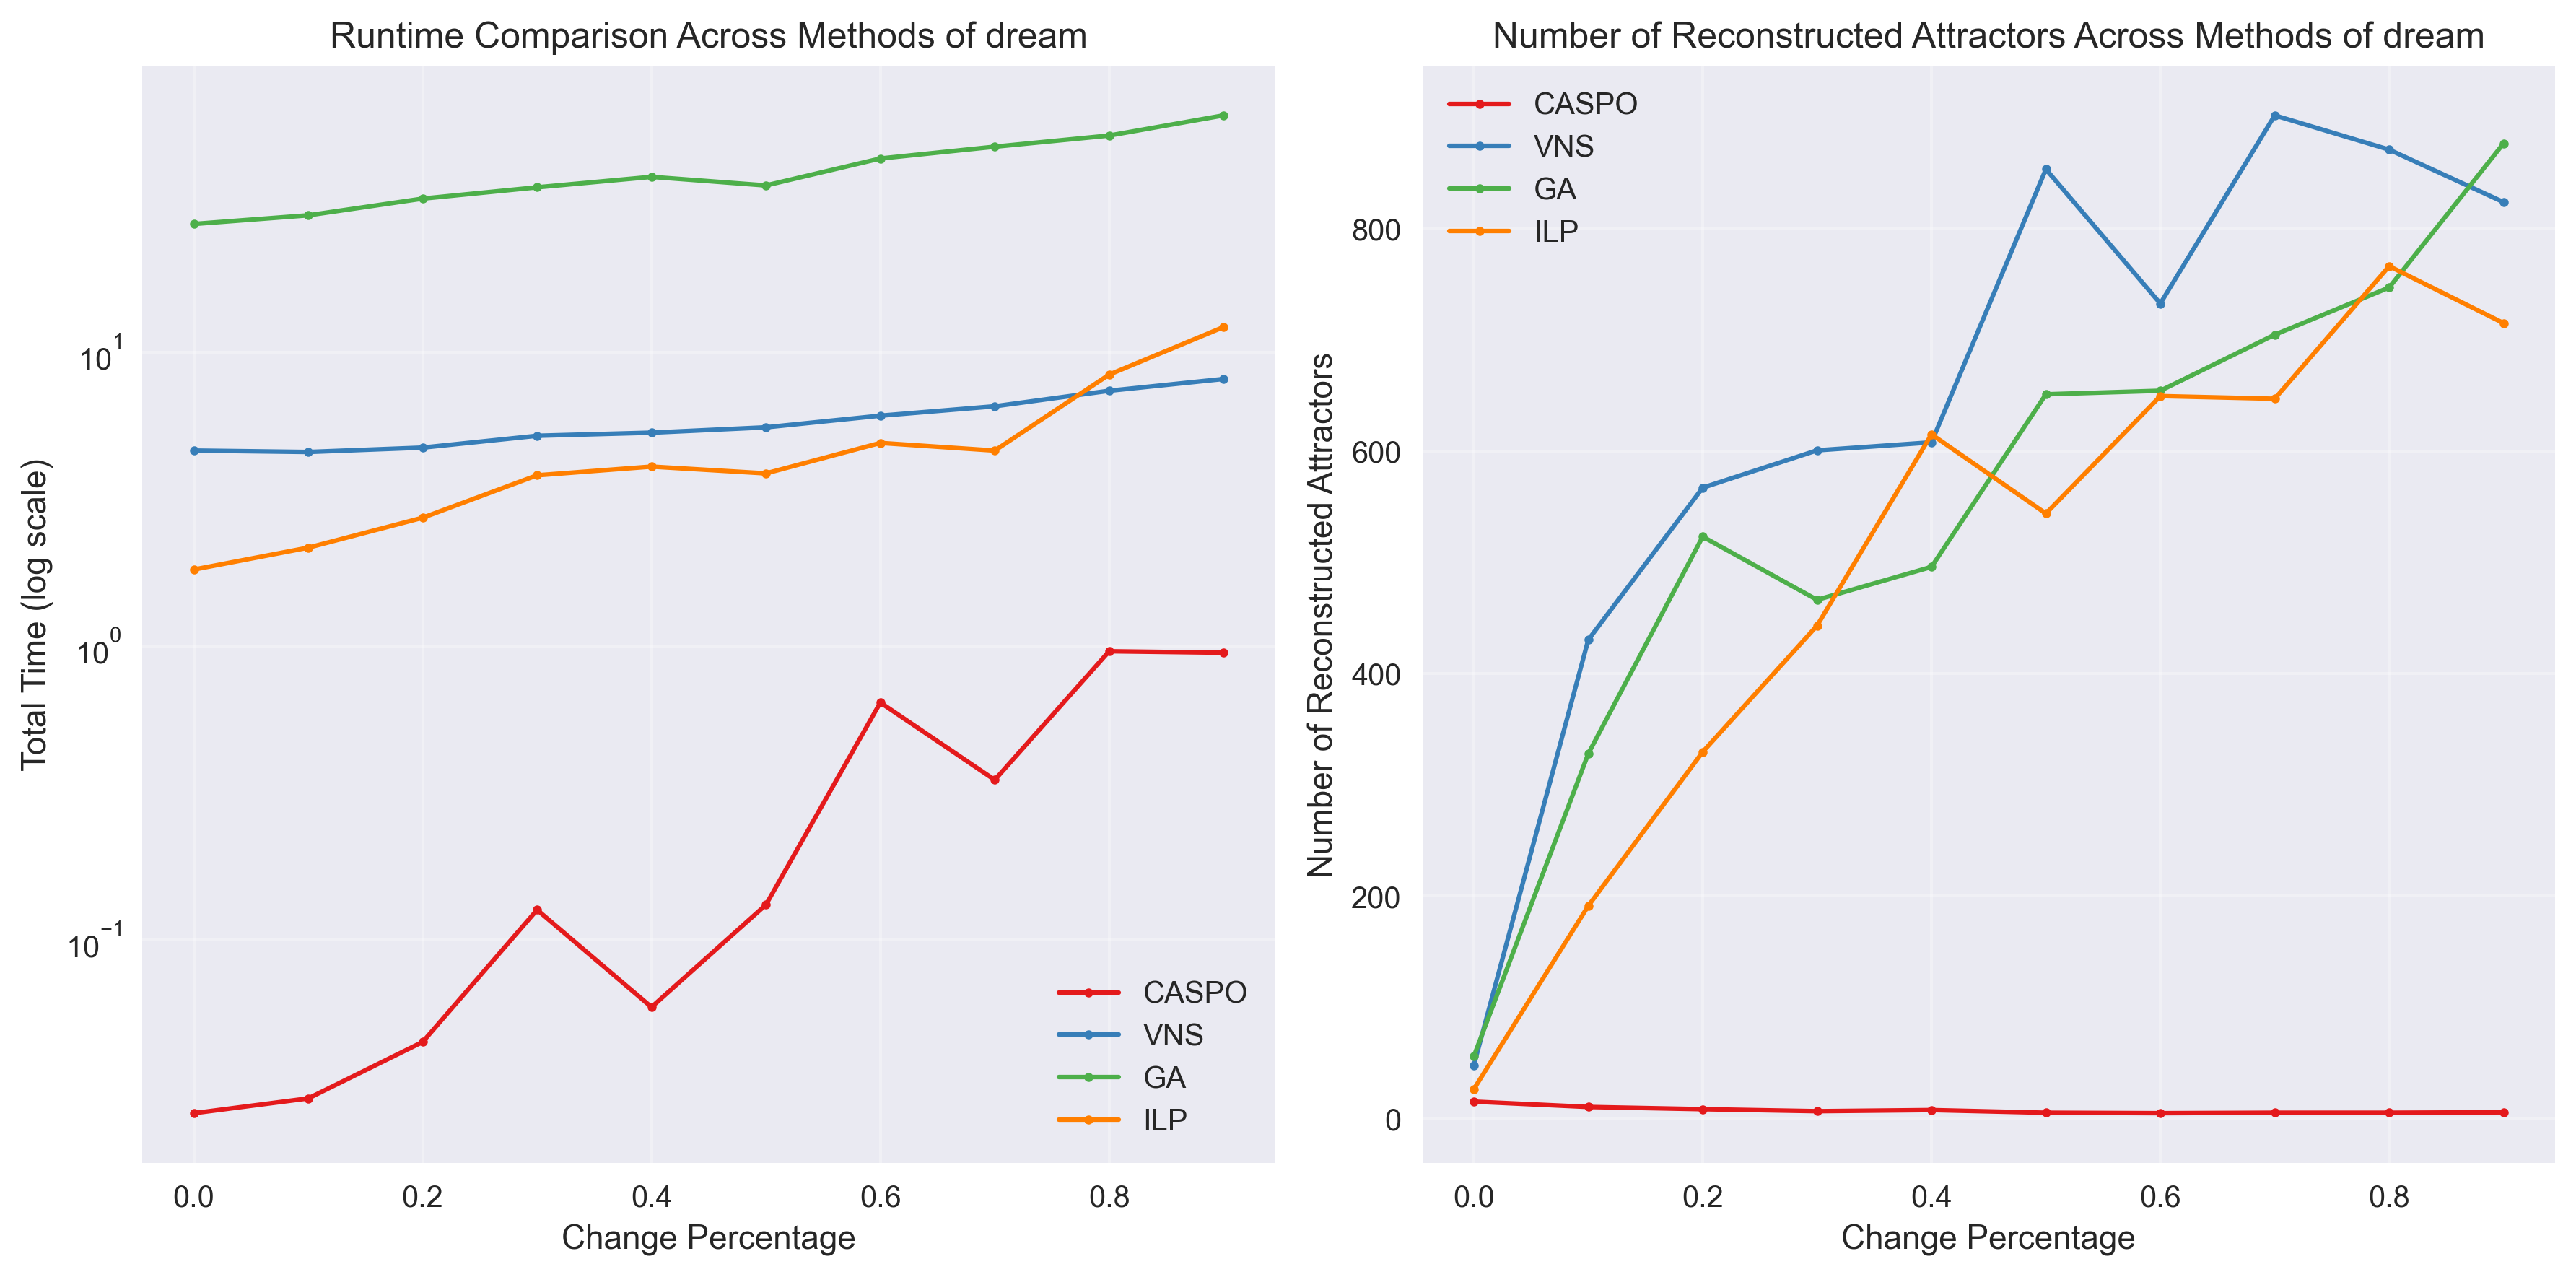 Runtime Comparison Across Methods of dream
Total Time (log scale)
10^1
10^0
10^−1
CASPO
VNS
GA
ILP
0.0 0.2 0.4 0.6 0.8
Change Percentage
Number of Reconstructed Attractors Across Methods of dream
CASPO
VNS
GA
ILP
Number of Reconstructed Attractors
800
600
400
200
0
0.0 0.2 0.4 0.6 0.8
Change Percentage